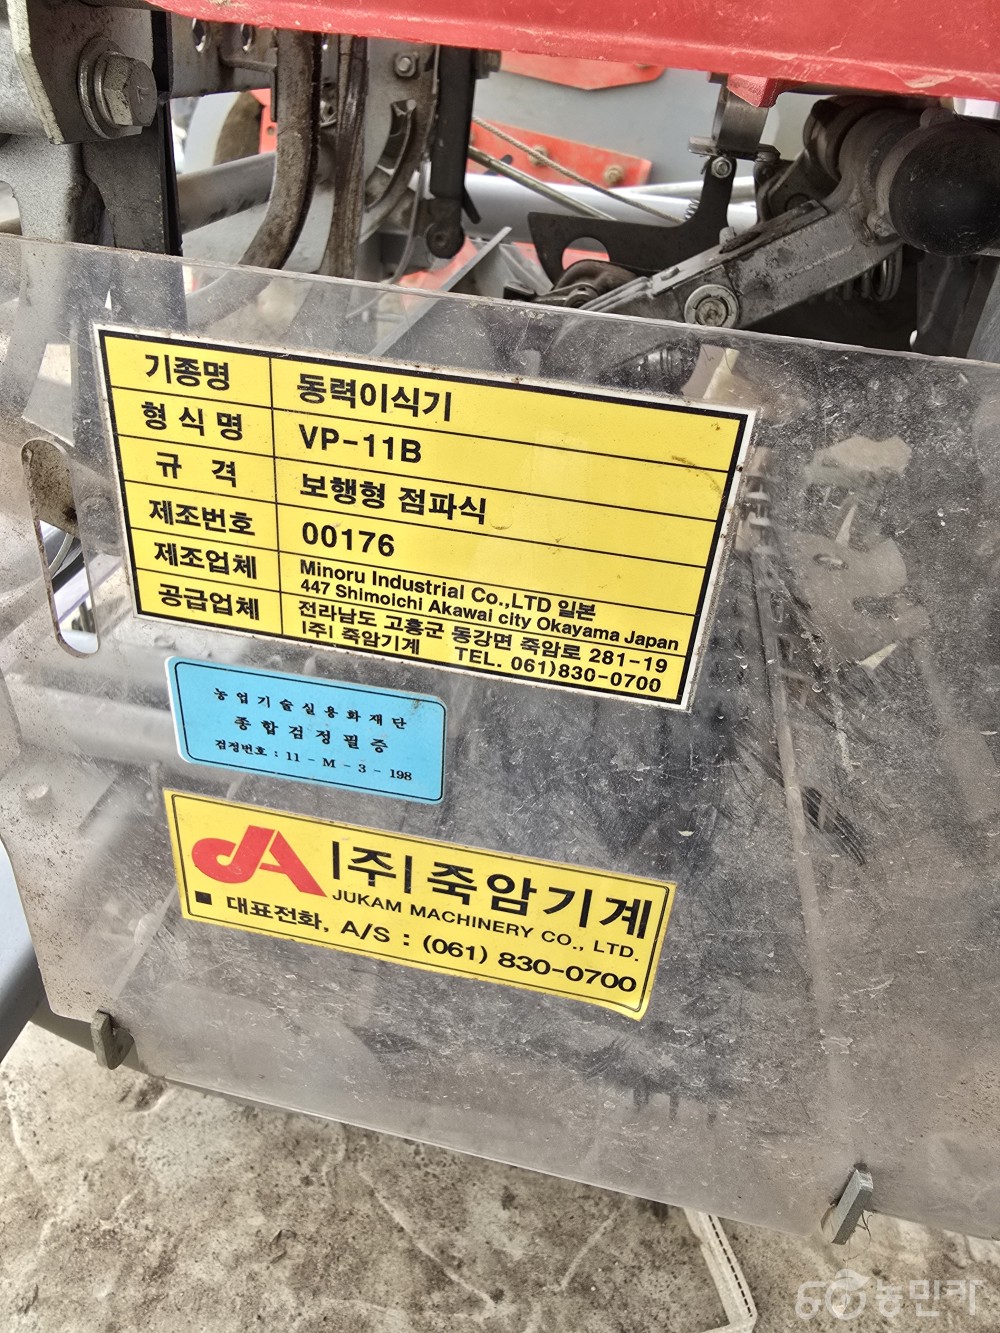 기종명 동력이식기
형식명 VP-11B
규 격 보행형 점파식
제조번호 00176
제조업체 Minoru Industrial Co.,LTD 일본
447 Shimoichi Akawai city Okayama Japan
공급업체 전라남도 고흥군 동강면 죽암로 281-19
(주) 죽암기계 TEL. 061)830-0700
농업기술실용화재단
종합검정필증
검정번호 : 11 - M - 3 - 198
(주)죽암기계
JUKAM MACHINERY CO., LTD.
■ 대표전화, A/S : (061) 830-0700
농민카